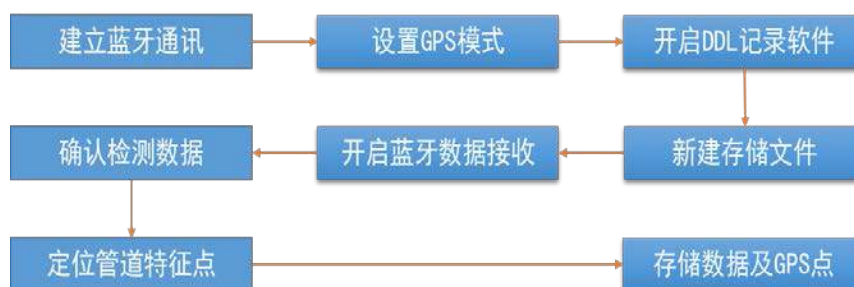 建立蓝牙通讯
设置GPS模式
开启DDL记录软件
新建存储文件
开启蓝牙数据接收
确认检测数据
定位管道特征点
存储数据及GPS点